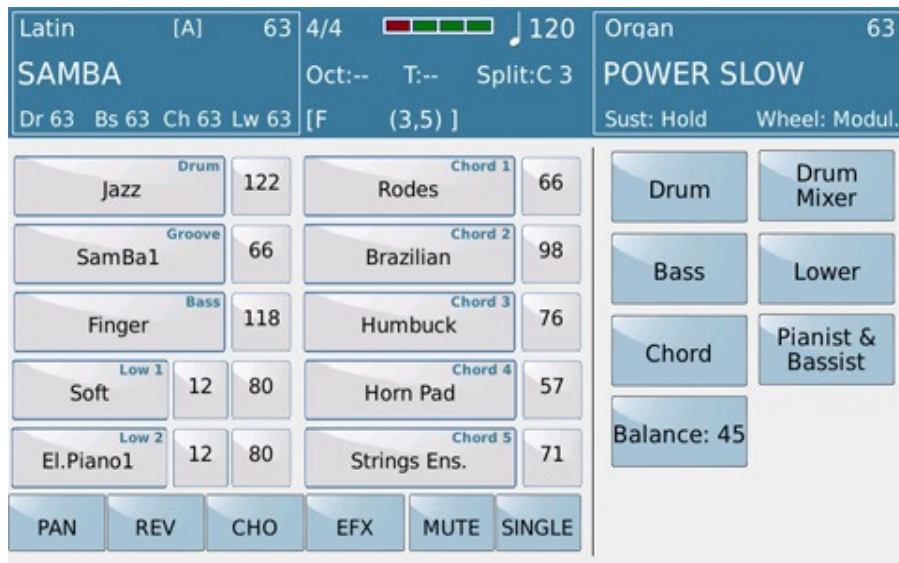 Latin [A] 63
SAMBA
Dr 63 Bs 63 Ch 63 Lw 63
4/4 120
Oct:-- T:-- Split:C 3
[F (3,5) ]
Organ 63
POWER SLOW
Sust: Hold Wheel: Modul.
Drum
Jazz 122
Groove
SamBa1 66
Bass
Finger 118
Low 1
Soft 12 80
Low 2
El.Piano1 12 80
Chord 1
Rodes 66
Chord 2
Brazilian 98
Chord 3
Humbuck 76
Chord 4
Horn Pad 57
Chord 5
Strings Ens. 71
PAN REV CHO EFX MUTE SINGLE
Drum
Drum
Mixer
Bass
Lower
Chord
Pianist &
Bassist
Balance: 45